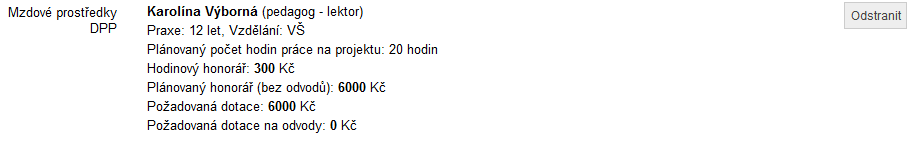 Mzdové prostředky DPP
Karolína Výborná (pedagog - lektor)
Praxe: 12 let, Vzdělání: VŠ
Plánovaný počet hodin práce na projektu: 20 hodin
Hodinový honorář: 300 Kč
Plánovaný honorář (bez odvodů): 6000 Kč
Požadovaná dotace: 6000 Kč
Požadovaná dotace na odvody: 0 Kč
Odstranit